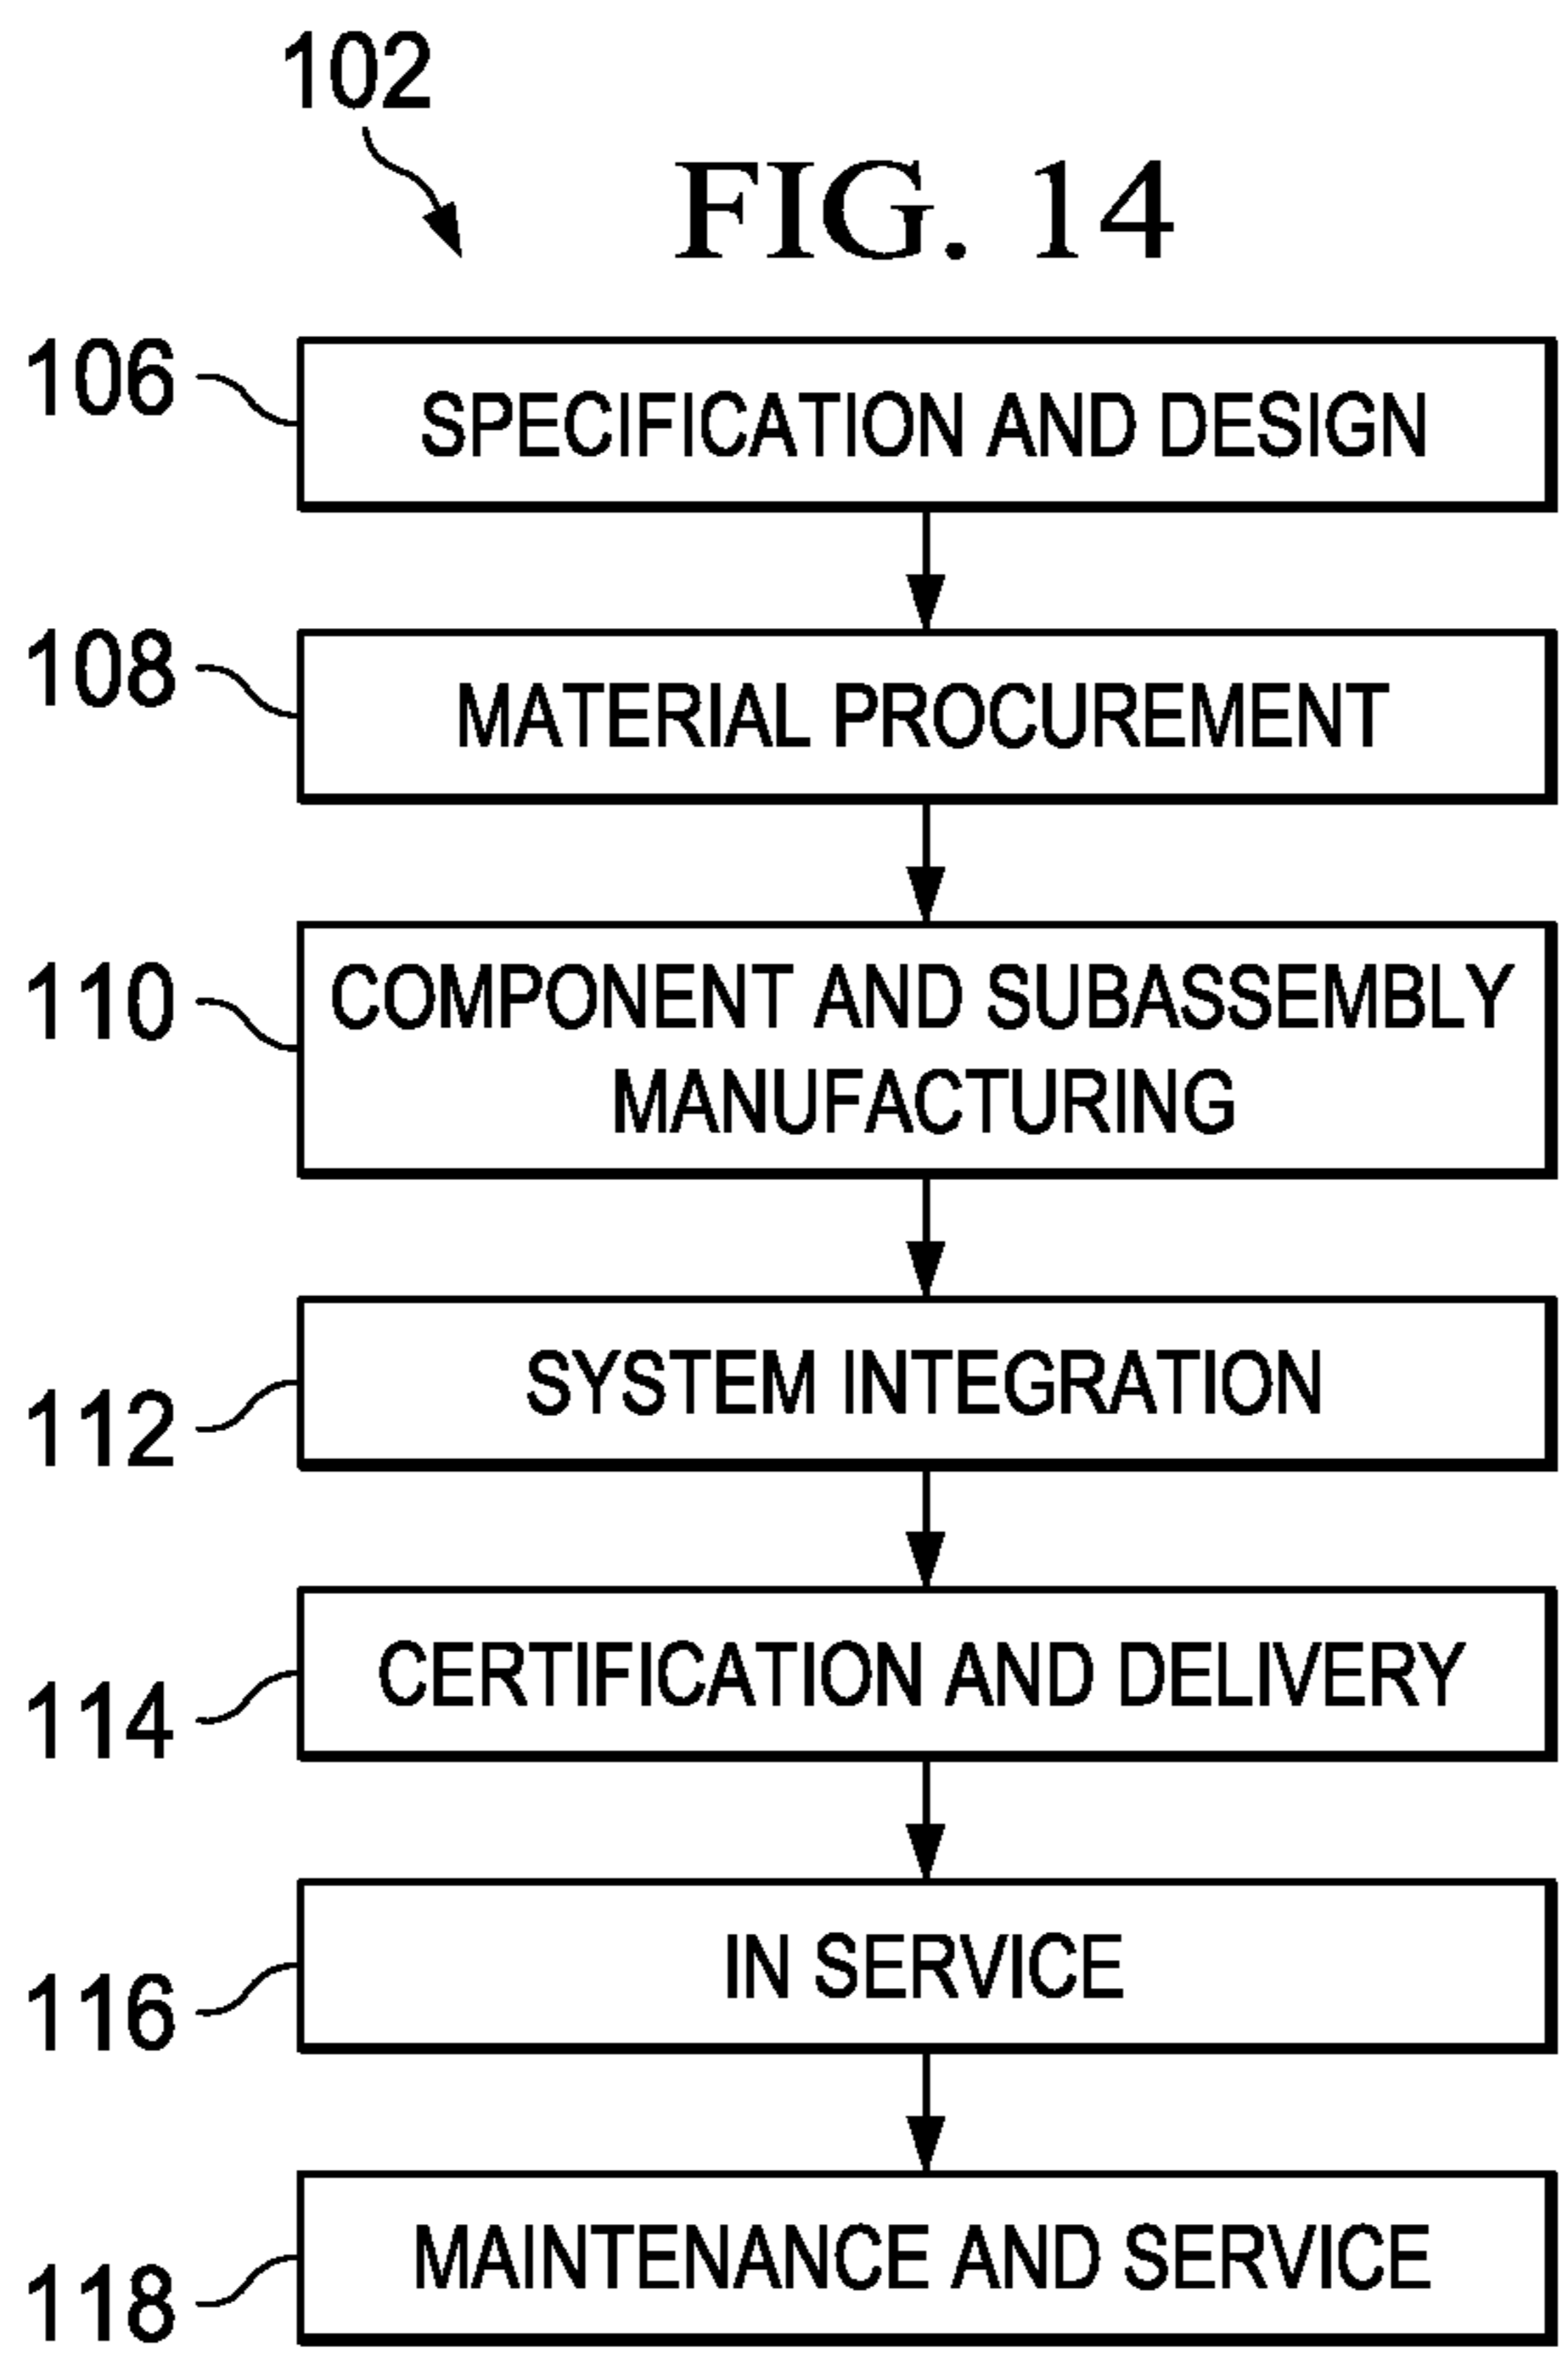 102
FIG. 14
106
SPECIFICATION AND DESIGN
108
MATERIAL PROCUREMENT
110
COMPONENT AND SUBASSEMBLY
MANUFACTURING
112
SYSTEM INTEGRATION
114
CERTIFICATION AND DELIVERY
116
IN SERVICE
118
MAINTENANCE AND SERVICE